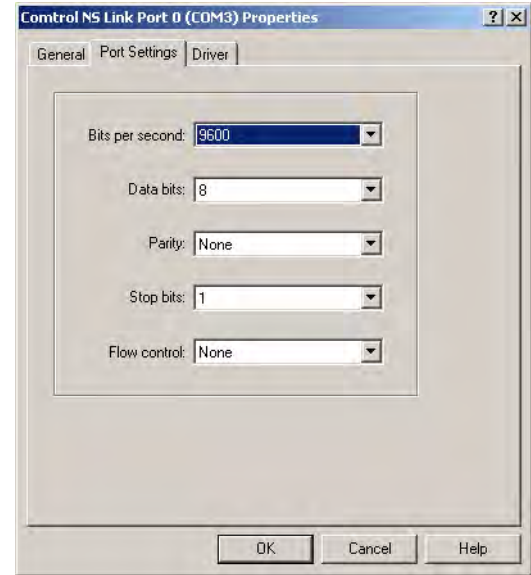 Comtrol NS Link Port 0 (COM3) Properties ? X
General Port Settings Driver
Bits per second: 9600
Data bits: 8
Parity: None
Stop bits: 1
Flow control: None
OK Cancel Help